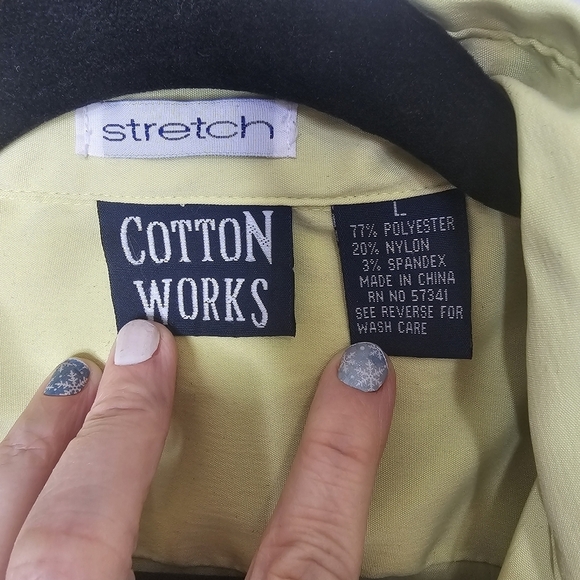 stretch
COTTON
WORKS
L
77% POLYESTER
20% NYLON
3% SPANDEX
MADE IN CHINA
RN NO 57341
SEE REVERSE FOR
WASH CARE